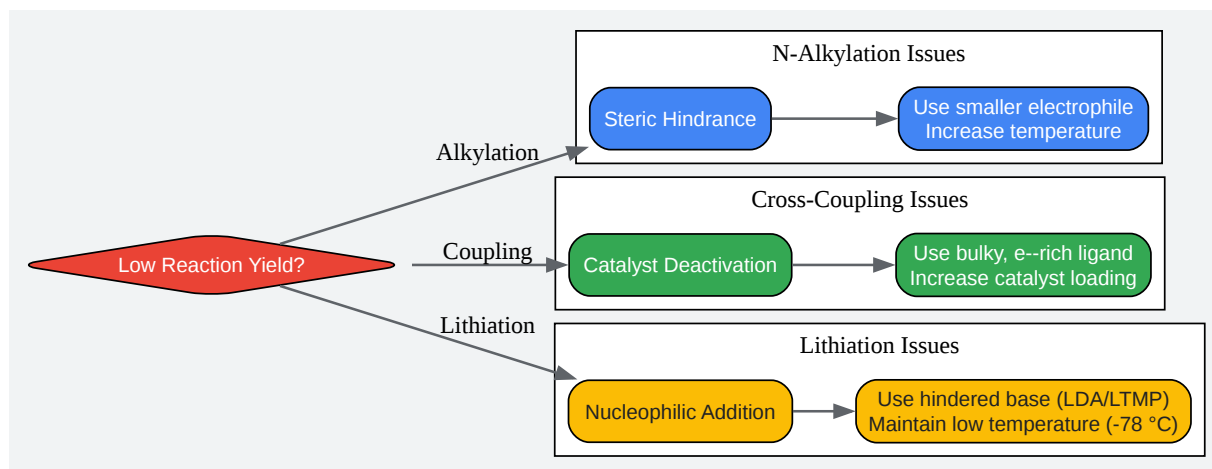 N-Alkylation Issues
Steric Hindrance
Use smaller electrophile
Increase temperature
Alkylation
Cross-Coupling Issues
Low Reaction Yield?
Coupling
Catalyst Deactivation
Use bulky, e--rich ligand
Increase catalyst loading
Lithiation
Lithiation Issues
Nucleophilic Addition
Use hindered base (LDA/LTMP)
Maintain low temperature (-78 °C)